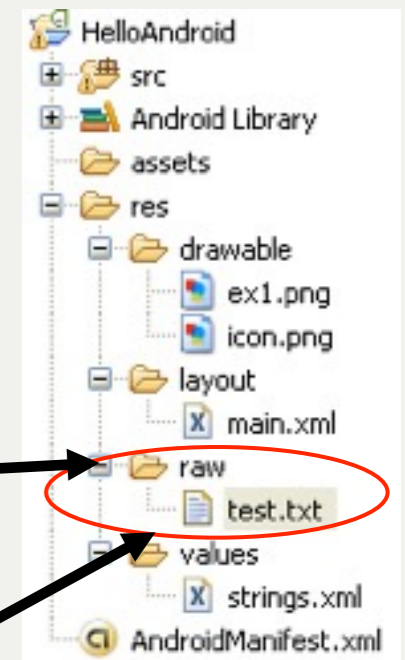 HelloAndroid
src
Android Library
assets
res
drawable
ex1.png
icon.png
layout
main.xml
raw
test.txt
values
strings.xml
AndroidManifest.xml